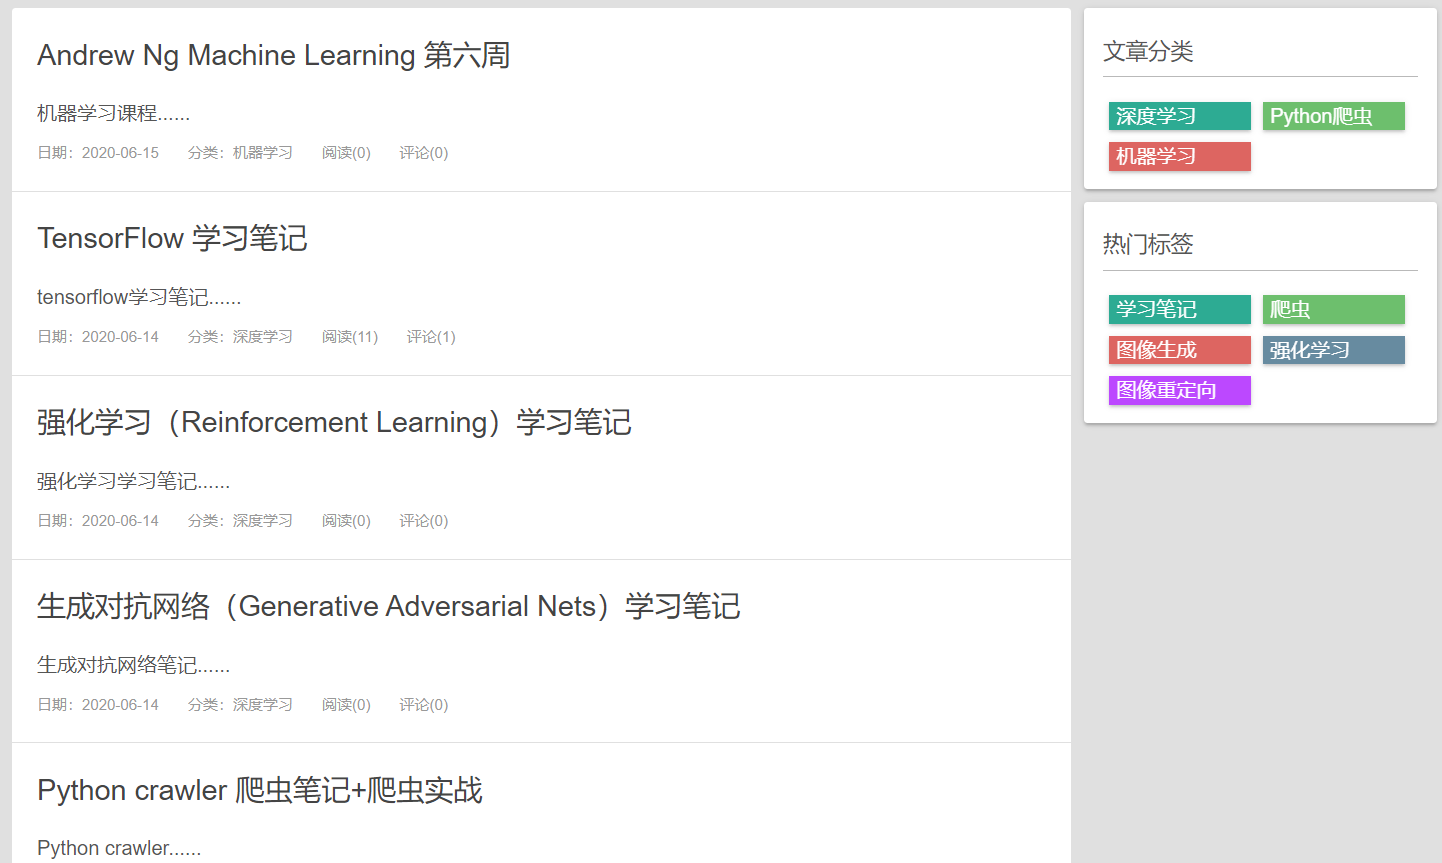 Andrew Ng Machine Learning 第六周
机器学习课程......
日期：2020-06-15 分类：机器学习 阅读(0) 评论(0)
TensorFlow 学习笔记
tensorflow学习笔记......
日期：2020-06-14 分类：深度学习 阅读(11) 评论(1)
强化学习（Reinforcement Learning）学习笔记
强化学习学习笔记......
日期：2020-06-14 分类：深度学习 阅读(0) 评论(0)
生成对抗网络（Generative Adversarial Nets）学习笔记
生成对抗网络笔记......
日期：2020-06-14 分类：深度学习 阅读(0) 评论(0)
Python crawler 爬虫笔记+爬虫实战
Python crawler......
文章分类
深度学习 Python爬虫
机器学习
热门标签
学习笔记 爬虫
图像生成 强化学习
图像重定向